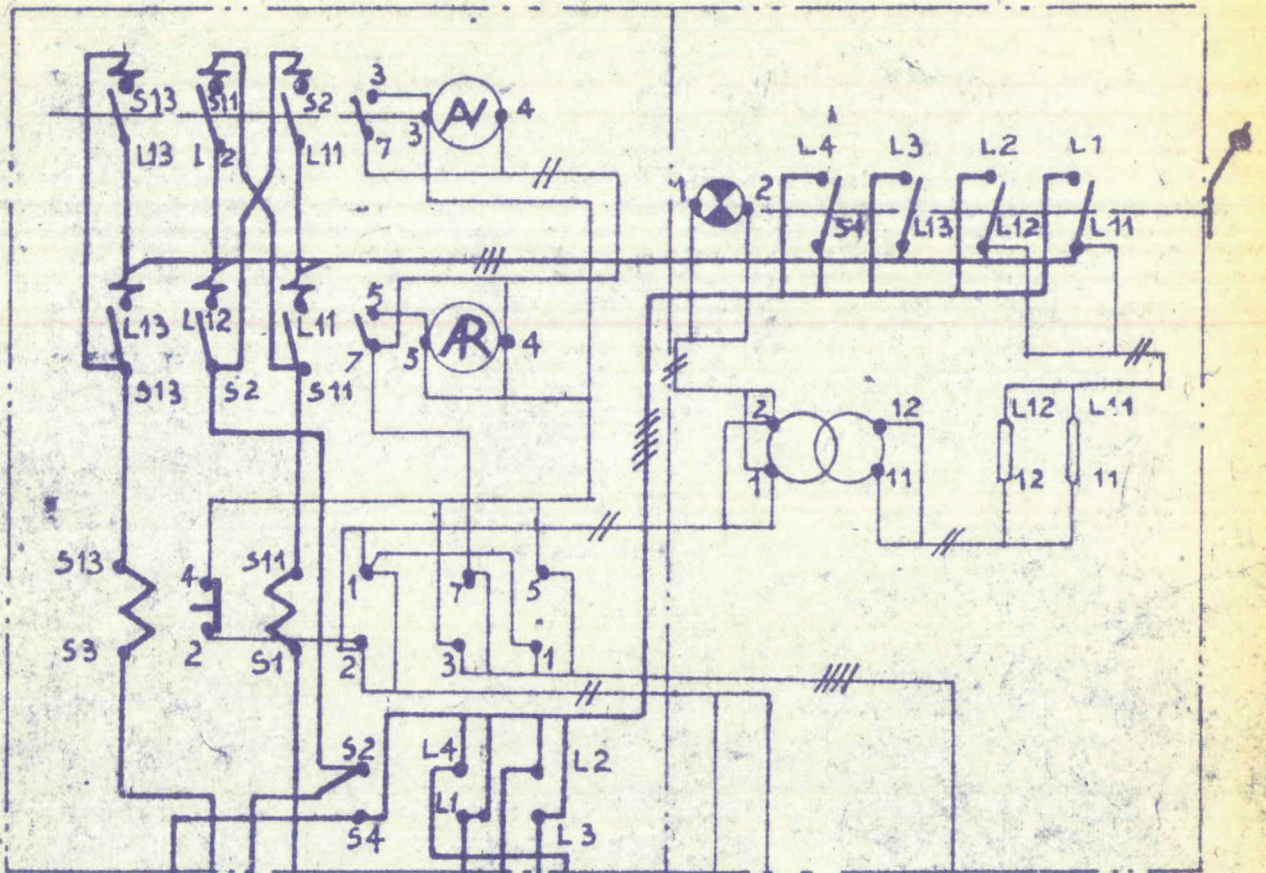 S13 S11 S2 3 3 AV 4
L13 L2 L11 7
L4 L3 L2 L1
1 2 S4 L13 L12 L11
L13 L12 L11 5 5 AR 4
S13 S2 S11 7
2 12 L12 L11
1 11 12 11
S13 4 S11 1 7 5
S3 2 S1 2 3 1
S2 L4 L2
S4 L1 L3